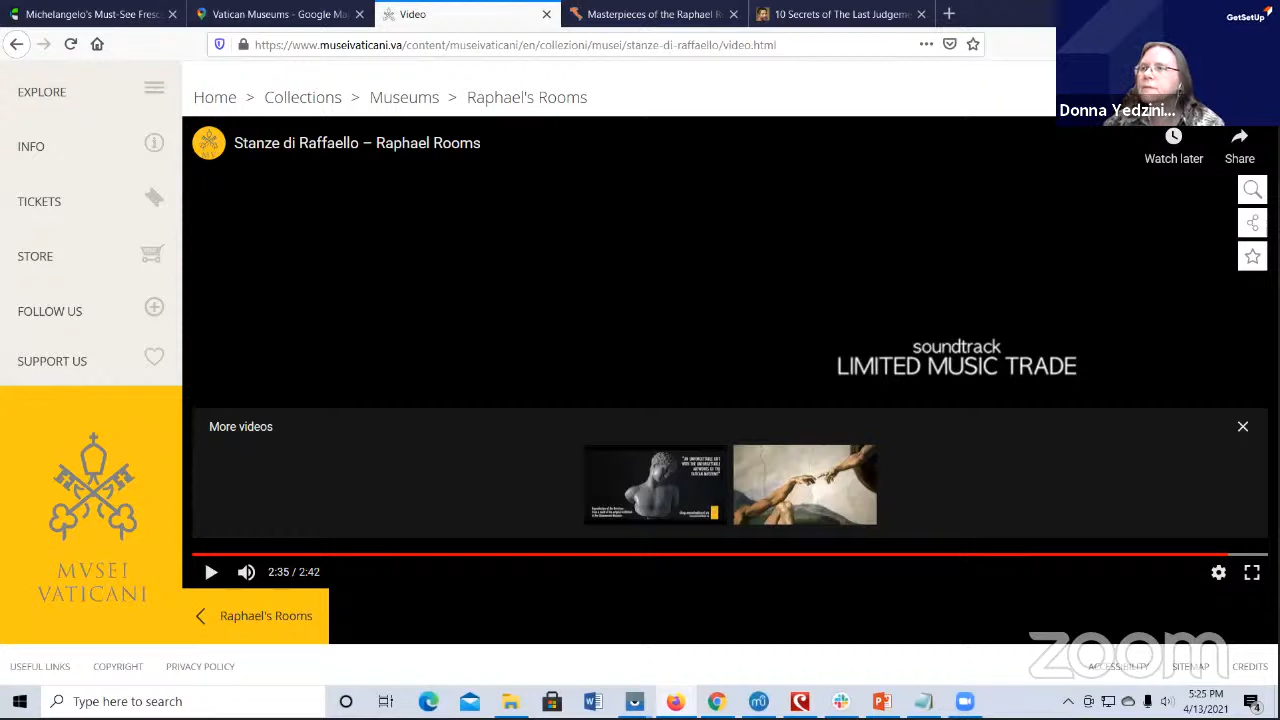 Michelangelo's Must-See Fresc
Museums - Google Ma
Video
Masterpieces of the Raphael R
10 Secrets of The Last Judgeme
GetSetUp
https://www.museivaticani.va/content/museivaticani/en/collezioni/musei/stanze-di-raffaello/video.html
Donna Yedzini...
EXPLORE
INFO
TICKETS
STORE
FOLLOW US
SUPPORT US
MVSEI
VATICANI
Home > Collections > Museums > Raphael's Rooms
Stanze di Raffaello – Raphael Rooms
Watch later
Share
soundtrack
LIMITED MUSIC TRADE
More videos
2:35 / 2:42
Raphael's Rooms
zoom
USEFUL LINKS COPYRIGHT PRIVACY POLICY ACCESSIBILITY SITEMAP CREDITS
Type here to search
5:25 PM
4/13/2021